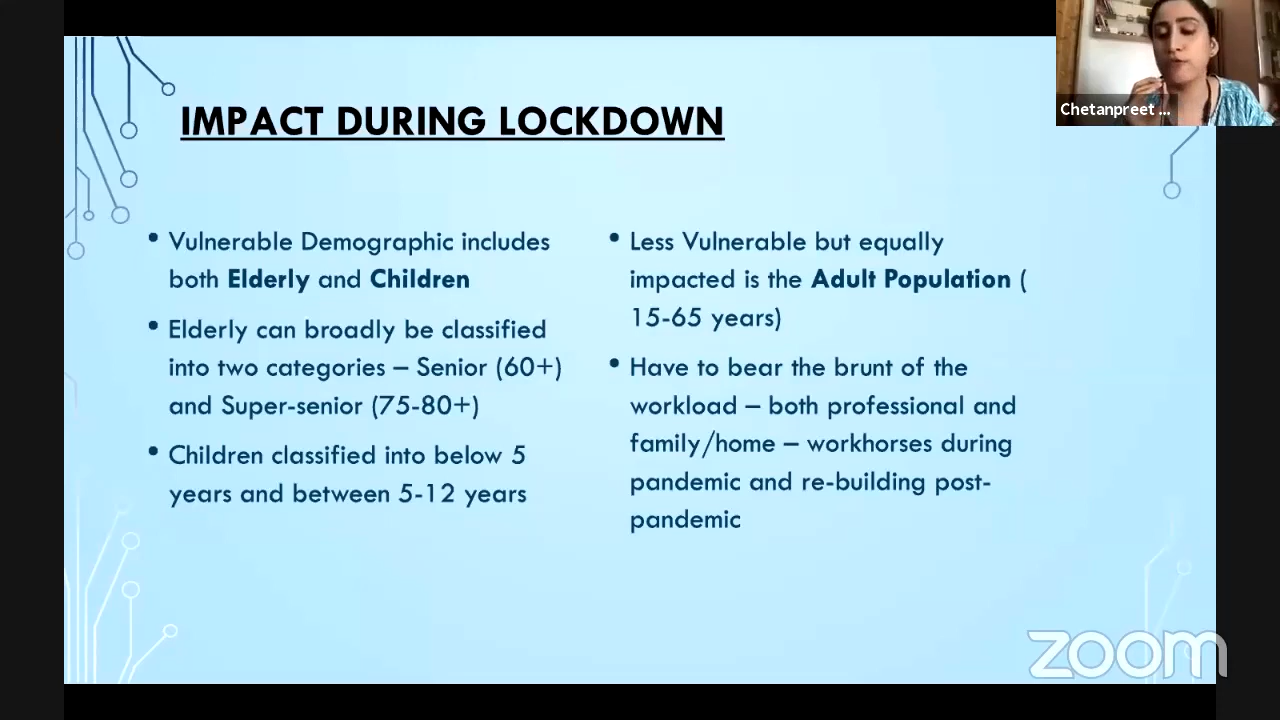 IMPACT DURING LOCKDOWN
• Vulnerable Demographic includes
both Elderly and Children
• Elderly can broadly be classified
into two categories – Senior (60+)
and Super-senior (75-80+)
• Children classified into below 5
years and between 5-12 years
• Less Vulnerable but equally
impacted is the Adult Population (
15-65 years)
• Have to bear the brunt of the
workload – both professional and
family/home – workhorses during
pandemic and re-building post-
pandemic
Chetanpreet ...
zoom